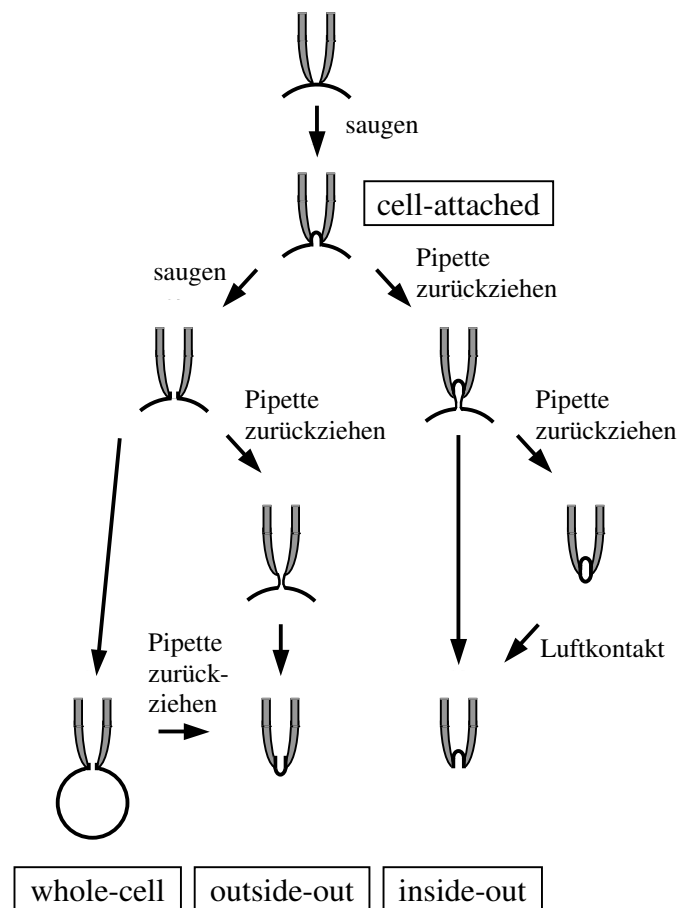 saugen
cell-attached
saugen
Pipette
zurückziehen
Pipette
zurückziehen
Pipette
zurückziehen
Pipette
zurück-
ziehen
Luftkontakt
whole-cell
outside-out
inside-out